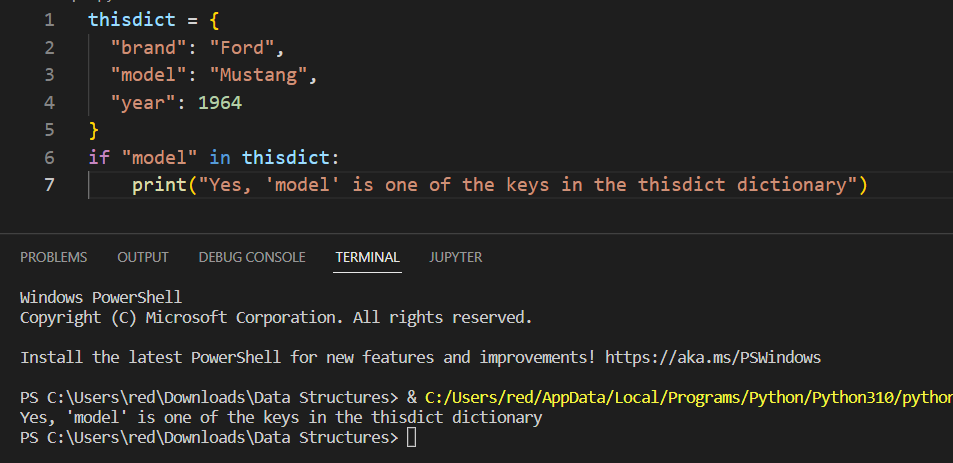 1 thisdict = {
2   "brand": "Ford",
3   "model": "Mustang",
4   "year": 1964
5 }
6 if "model" in thisdict:
7     print("Yes, 'model' is one of the keys in the thisdict dictionary")
PROBLEMS OUTPUT DEBUG CONSOLE TERMINAL JUPYTER
Windows PowerShell
Copyright (C) Microsoft Corporation. All rights reserved.
Install the latest PowerShell for new features and improvements! https://aka.ms/PSWindows
PS C:\Users\red\Downloads\Data Structures> & C:/Users/red/AppData/Local/Programs/Python/Python310/python
Yes, 'model' is one of the keys in the thisdict dictionary
PS C:\Users\red\Downloads\Data Structures>